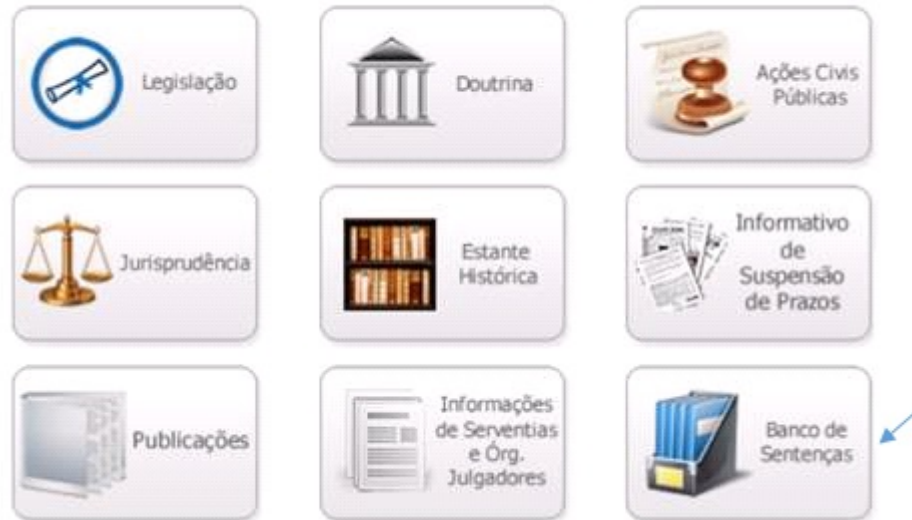 Legislação
Doutrina
Ações Civis
Públicas
Jurisprudência
Estante
Histórica
Informativo
de
Suspensão
de Prazos
Publicações
Informações
de Serventias
e Órg.
Julgadores
Banco de
Sentenças